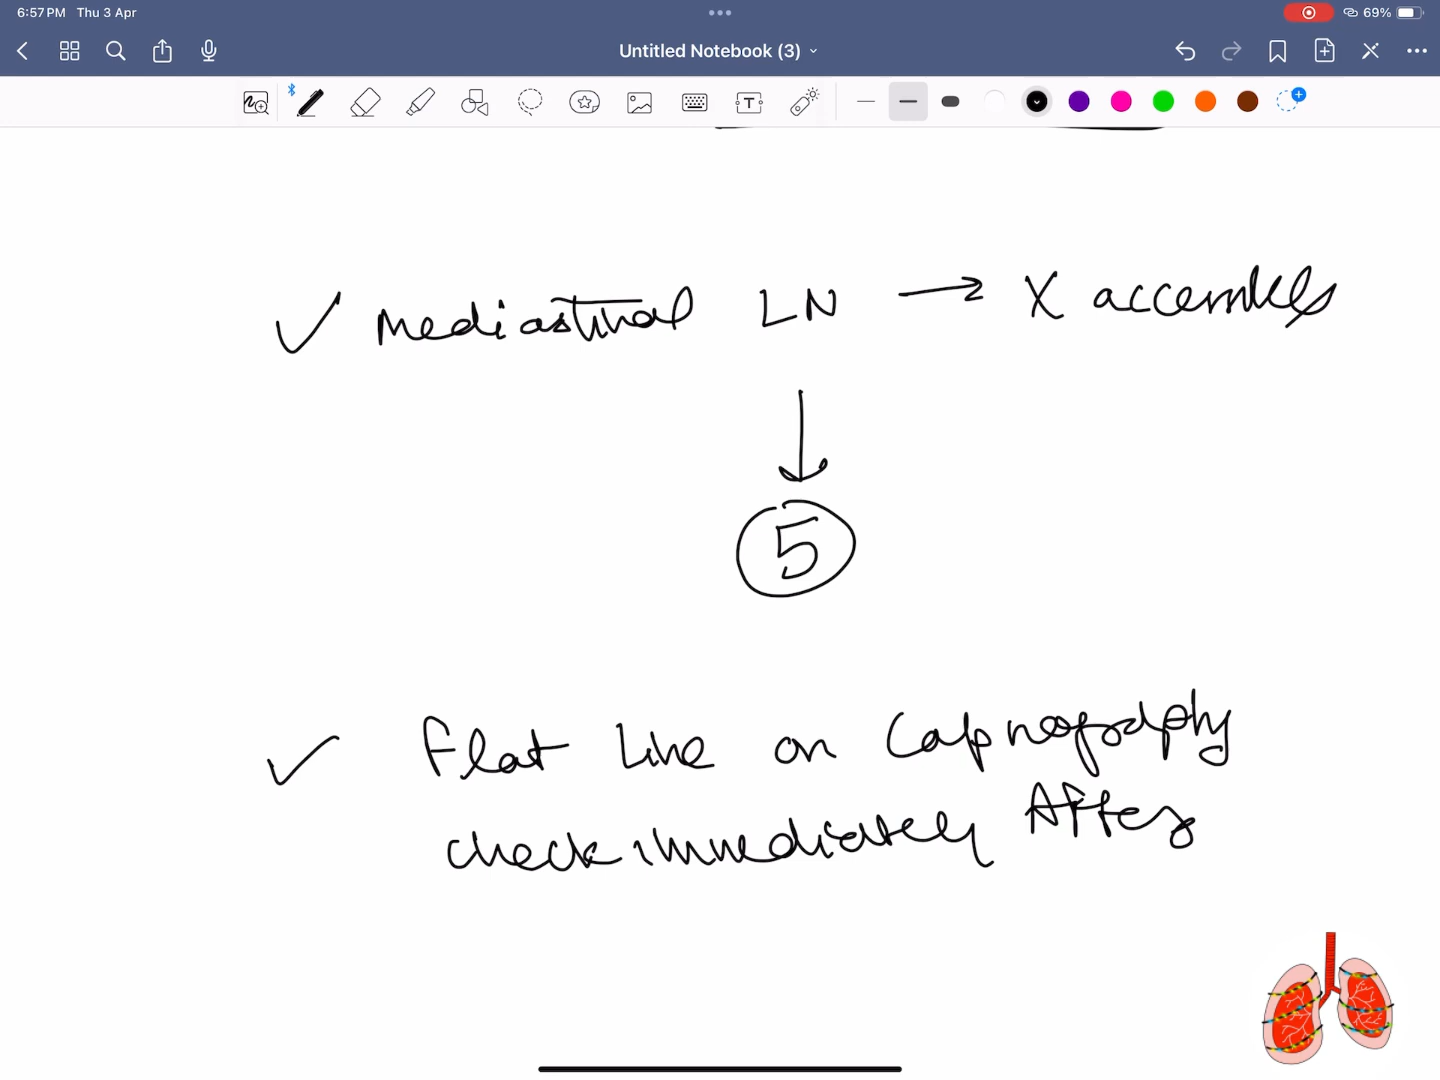 6:57 PM Thu 3 Apr
69%
Untitled Notebook (3)
T
✓ Mediastinal LN → X accessible
↓
5
✓ Flat Line on Capnography
check immediately After